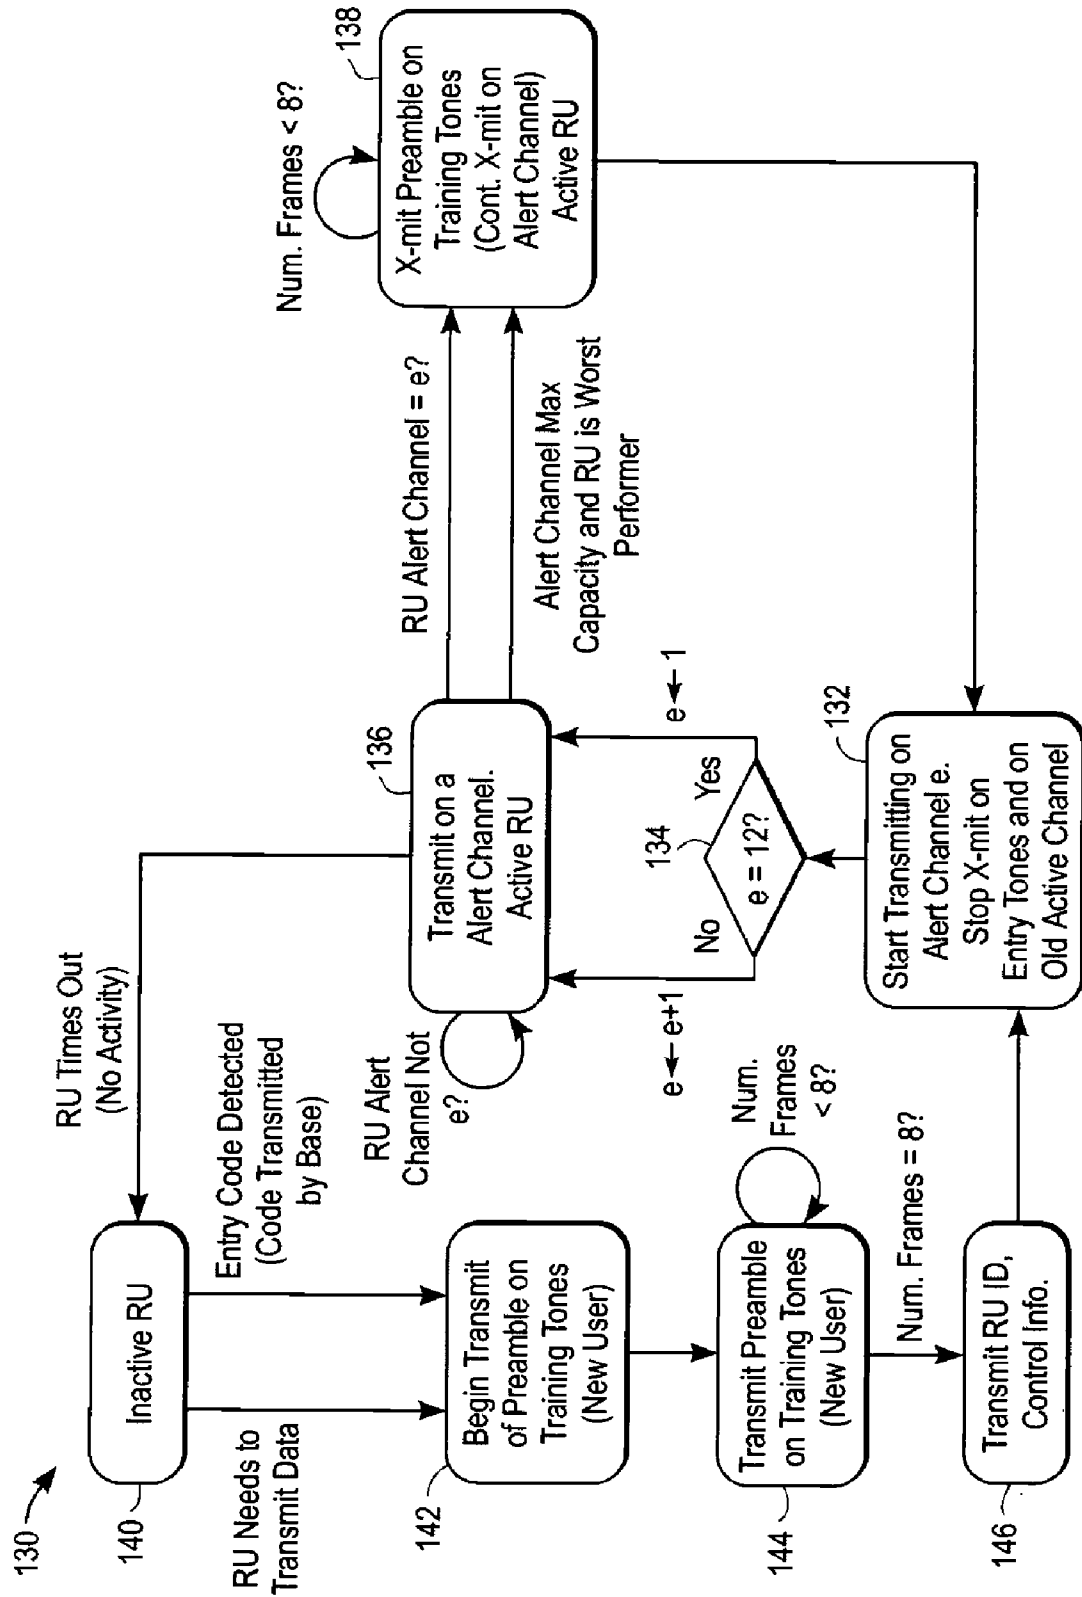 130
140
Inactive RU
RU Times Out
(No Activity)
RU Needs to
Transmit Data
Entry Code Detected
(Code Transmitted
by Base)
142
Begin Transmit
of Preamble on
Training Tones
(New User)
144
Transmit Preamble
on Training Tones
(New User)
Num.
Frames
< 8?
Num. Frames = 8?
146
Transmit RU ID,
Control Info.
136
Transmit on a
Alert Channel.
Active RU
RU Alert
Channel Not
e?
e ← e+1
No
134
e = 12?
Yes
e ← 1
132
Start Transmitting on
Alert Channel e.
Stop X-mit on
Entry Tones and on
Old Active Channel
RU Alert Channel = e?
Alert Channel Max
Capacity and RU is Worst
Performer
Num. Frames < 8?
138
X-mit Preamble on
Training Tones
(Cont. X-mit on
Alert Channel)
Active RU